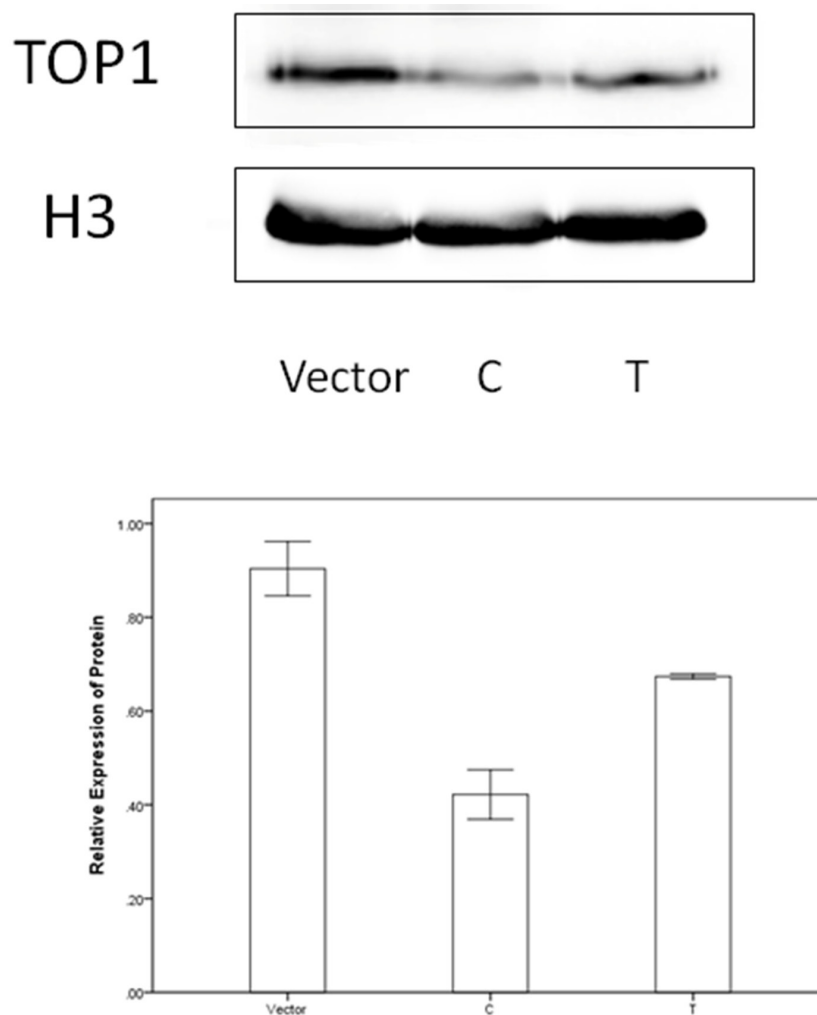 TOP1
H3
Vector C T
1.00
.80
.60
.40
.20
.00
Relative Expression of Protein
Vector C T